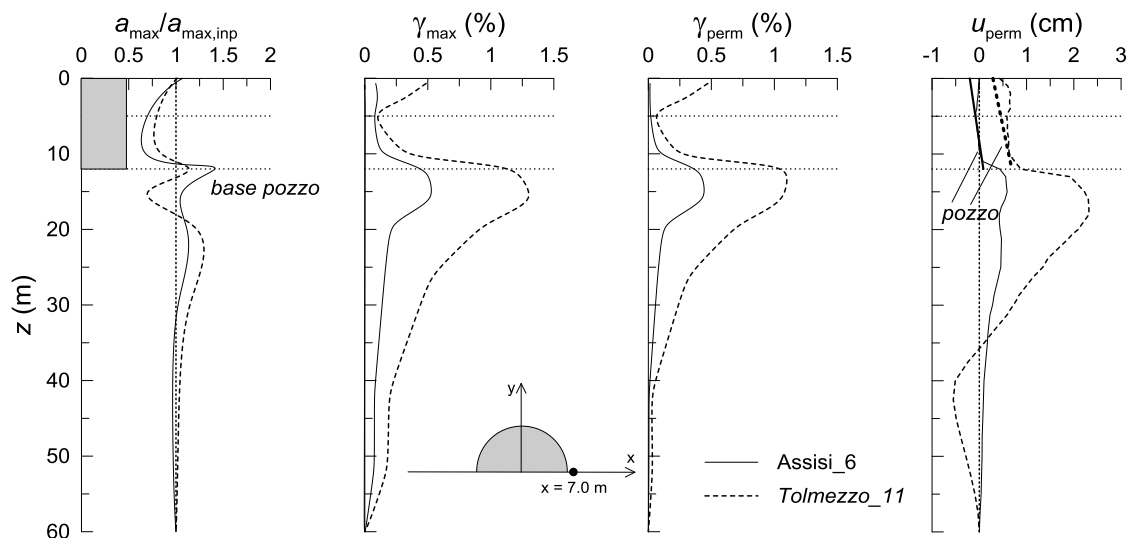 a_max/a_max,inp
γ_max (%)
γ_perm (%)
u_perm (cm)
0 0.5 1 1.5 2
0 0.5 1 1.5
0 0.5 1 1.5
-1 0 1 2 3
0
10
20
30
40
50
60
z (m)
base pozzo
pozzo
y
x
x = 7.0 m
Assisi_6
Tolmezzo_11